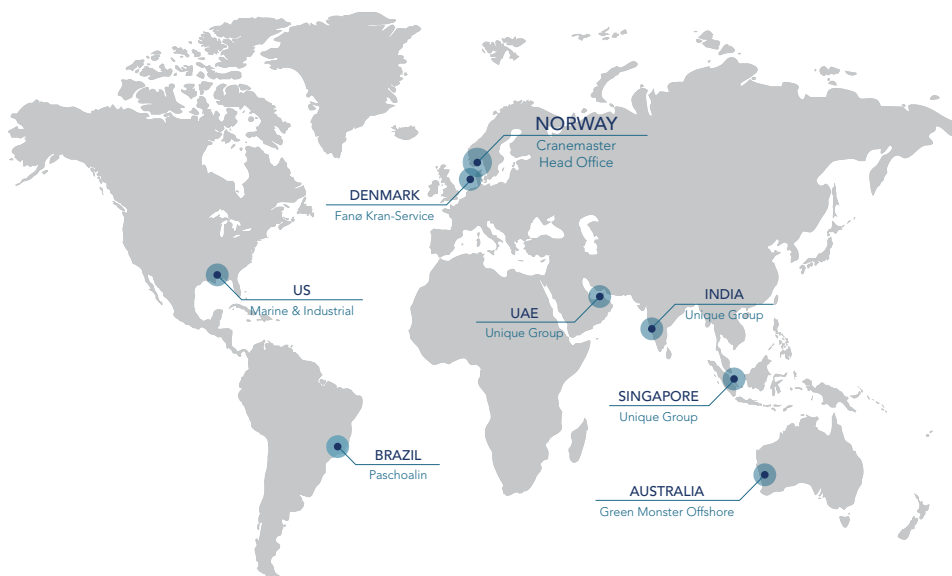 NORWAY
Cranemaster
Head Office
DENMARK
Fanø Kran-Service
US
Marine & Industrial
UAE
Unique Group
INDIA
Unique Group
SINGAPORE
Unique Group
BRAZIL
Paschoalin
AUSTRALIA
Green Monster Offshore